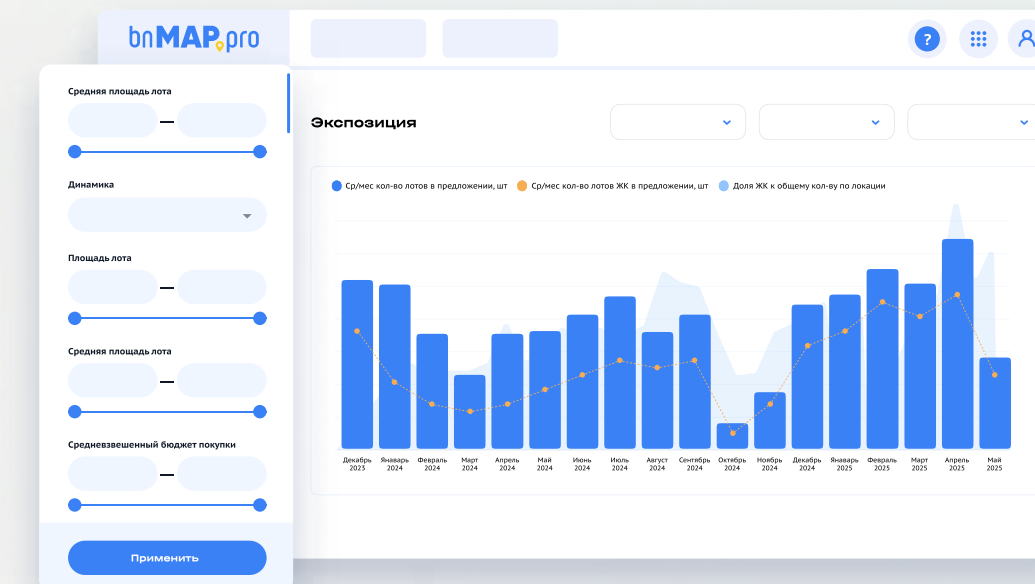 bnMAP.pro
?
Средняя площадь лота
Динамика
Площадь лота
Средняя площадь лота
Средневзвешенный бюджет покупки
Применить
Экспозиция
Ср/мес кол-во лотов в предложении, шт
Ср/мес кол-во лотов ЖК в предложении, шт
Доля ЖК к общему кол-ву по локации
Декабрь 2023
Январь 2024
Февраль 2024
Март 2024
Апрель 2024
Май 2024
Июнь 2024
Июль 2024
Август 2024
Сентябрь 2024
Октябрь 2024
Ноябрь 2024
Декабрь 2024
Январь 2025
Февраль 2025
Март 2025
Апрель 2025
Май 2025